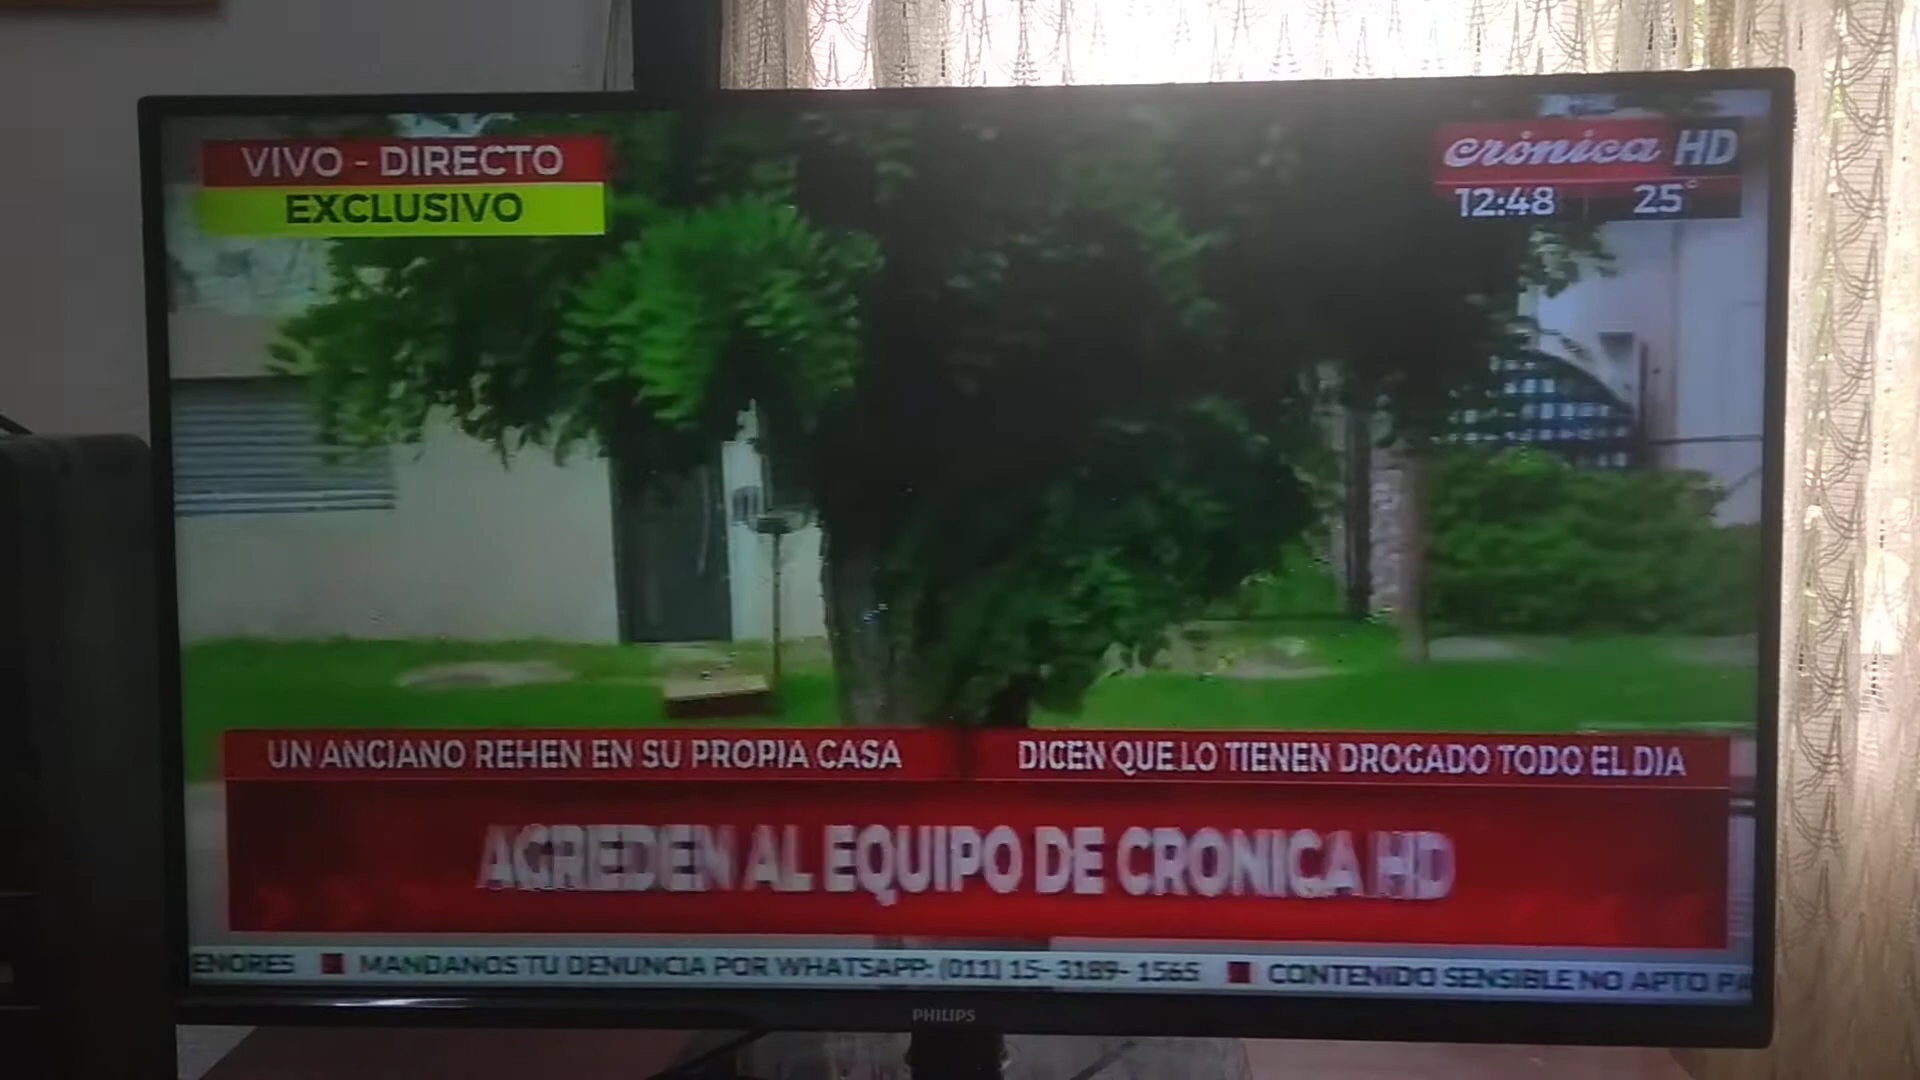 VIVO - DIRECTO
EXCLUSIVO
crónica HD
12:48 25°
UN ANCIANO REHEN EN SU PROPIA CASA
DICEN QUE LO TIENEN DROGADO TODO EL DIA
AGREDEN AL EQUIPO DE CRONICA HD
ENORES ■ MANDANOS TU DENUNCIA POR WHATSAPP: (011) 15-3189-1565 ■ CONTENIDO SENSIBLE NO APTO PA
PHILIPS